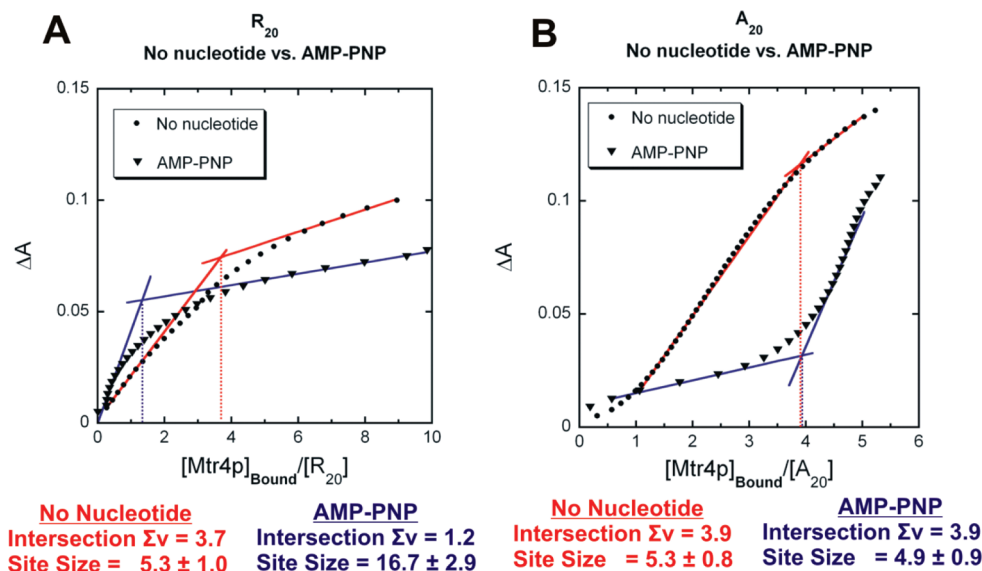 A
R20
No nucleotide vs. AMP-PNP
0.15
0.1
0.05
0
ΔA
No nucleotide
AMP-PNP
0 2 4 6 8 10
[Mtr4p]Bound/[R20]
No Nucleotide
Intersection Σv = 3.7
Site Size = 5.3 ± 1.0
AMP-PNP
Intersection Σv = 1.2
Site Size = 16.7 ± 2.9
B
A20
No nucleotide vs. AMP-PNP
0.15
0.1
0.05
0
ΔA
No nucleotide
AMP-PNP
0 1 2 3 4 5 6
[Mtr4p]Bound/[A20]
No Nucleotide
Intersection Σv = 3.9
Site Size = 5.3 ± 0.8
AMP-PNP
Intersection Σv = 3.9
Site Size = 4.9 ± 0.9